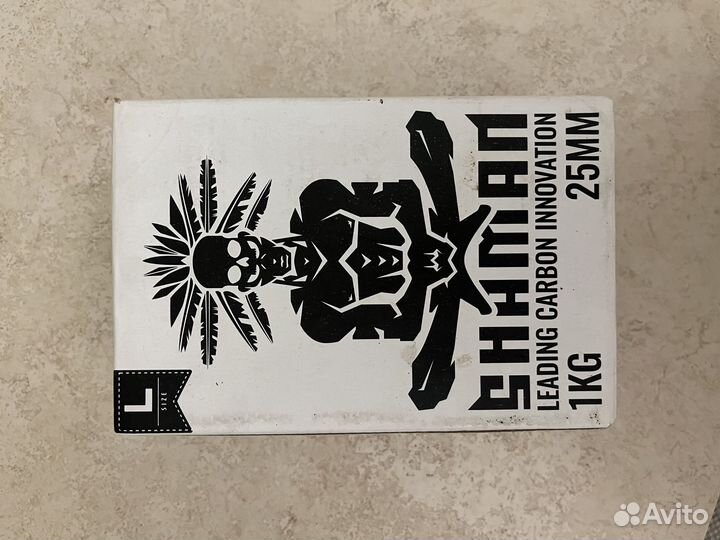 L
SIZE
SHAMAN
LEADING CARBON INNOVATION
1KG 25MM
Avito